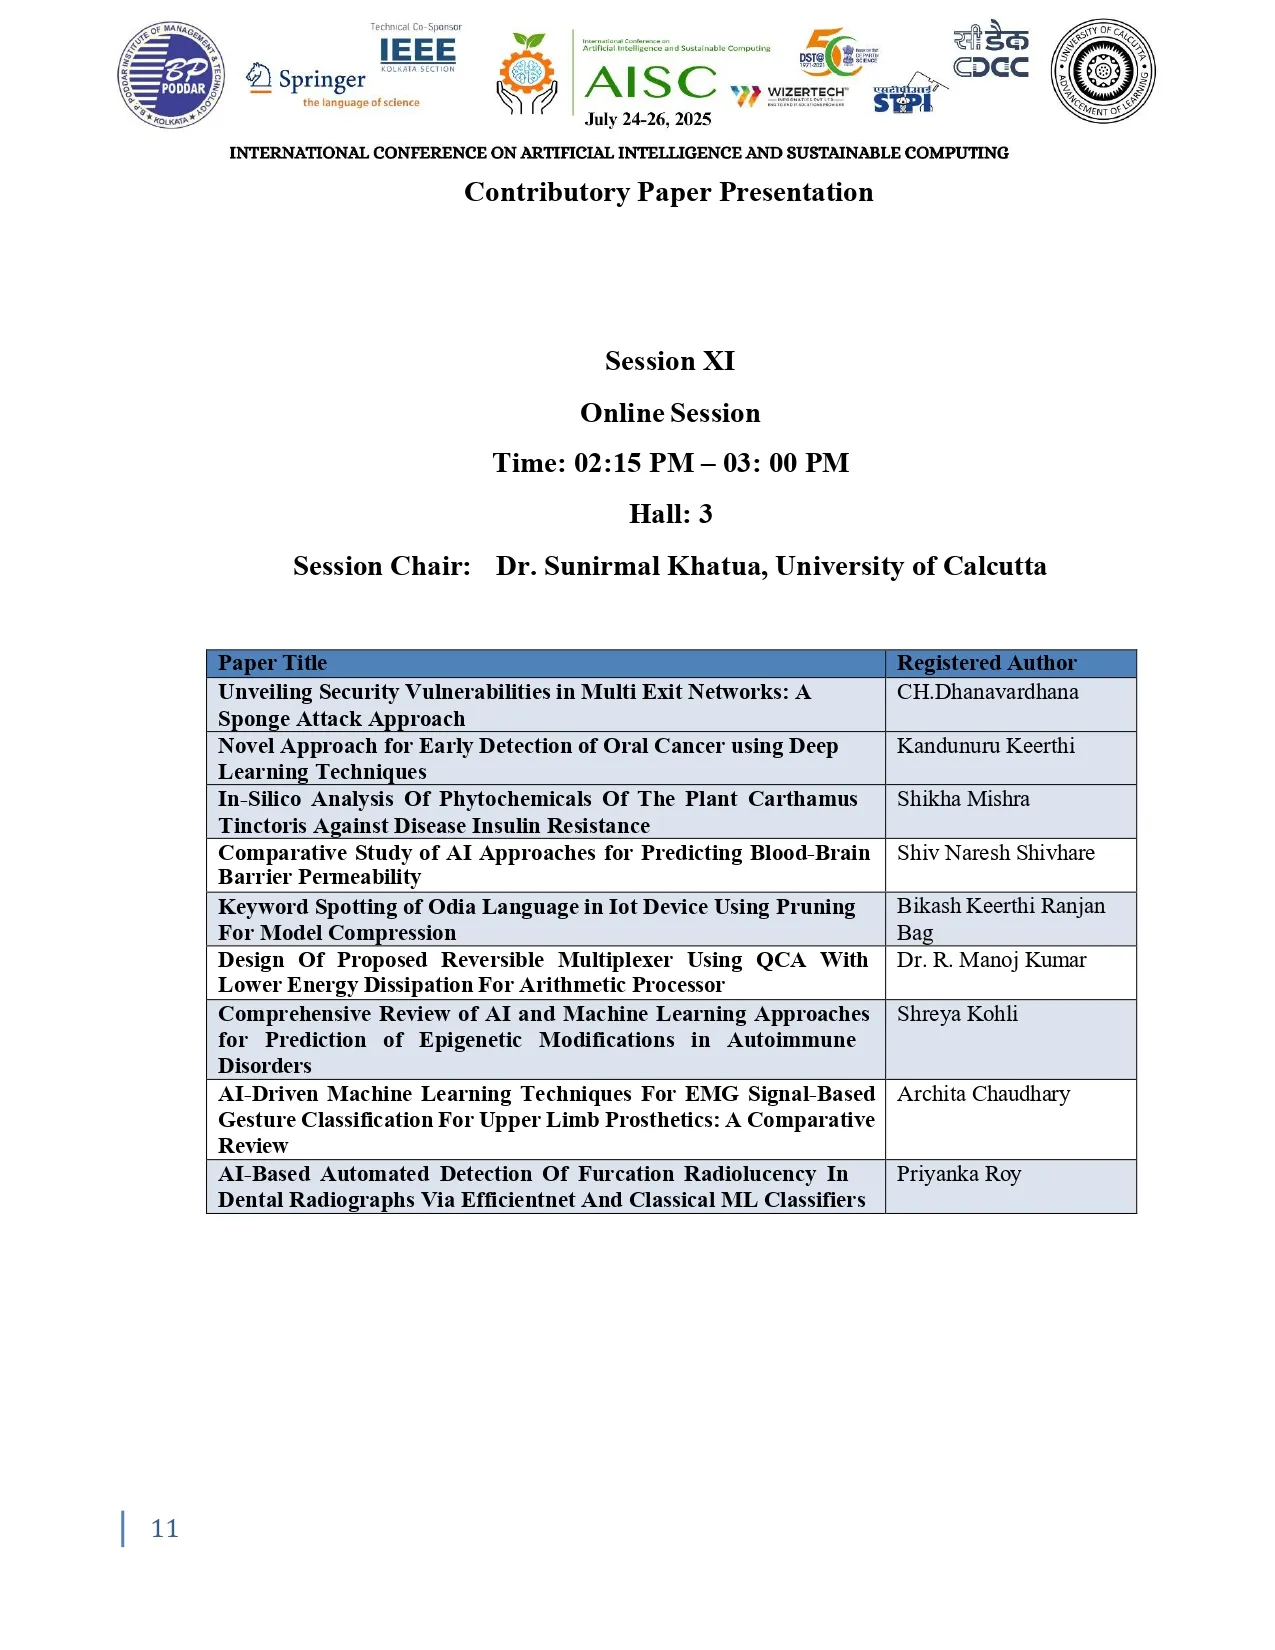 B.P. PODDAR INSTITUTE OF MANAGEMENT & TECHNOLOGY
BP
PODDAR
★ KOLKATA ★
Springer
the language of science
Technical Co-Sponsor
IEEE
KOLKATA SECTION
International Conference on
Artificial Intelligence and Sustainable Computing
AISC
July 24-26, 2025
50
DST@
1971-2021
DEPARTMENT
SCIENCE
WIZERTECH™
INFORMATICS PVT LTD
एसटीपीआई
STPI
सी डैक
CDAC
UNIVERSITY OF CALCUTTA
ADVANCEMENT OF LEARNING
INTERNATIONAL CONFERENCE ON ARTIFICIAL INTELLIGENCE AND SUSTAINABLE COMPUTING
Contributory Paper Presentation
Session XI
Online Session
Time: 02:15 PM – 03: 00 PM
Hall: 3
Session Chair: Dr. Sunirmal Khatua, University of Calcutta
Paper Title Registered Author
Unveiling Security Vulnerabilities in Multi Exit Networks: A CH.Dhanavardhana
Sponge Attack Approach
Novel Approach for Early Detection of Oral Cancer using Deep Kandunuru Keerthi
Learning Techniques
In-Silico Analysis Of Phytochemicals Of The Plant Carthamus Shikha Mishra
Tinctoris Against Disease Insulin Resistance
Comparative Study of AI Approaches for Predicting Blood-Brain Shiv Naresh Shivhare
Barrier Permeability
Keyword Spotting of Odia Language in Iot Device Using Pruning Bikash Keerthi Ranjan
For Model Compression Bag
Design Of Proposed Reversible Multiplexer Using QCA With Dr. R. Manoj Kumar
Lower Energy Dissipation For Arithmetic Processor
Comprehensive Review of AI and Machine Learning Approaches Shreya Kohli
for Prediction of Epigenetic Modifications in Autoimmune
Disorders
AI-Driven Machine Learning Techniques For EMG Signal-Based Archita Chaudhary
Gesture Classification For Upper Limb Prosthetics: A Comparative
Review
AI-Based Automated Detection Of Furcation Radiolucency In Priyanka Roy
Dental Radiographs Via Efficientnet And Classical ML Classifiers
11